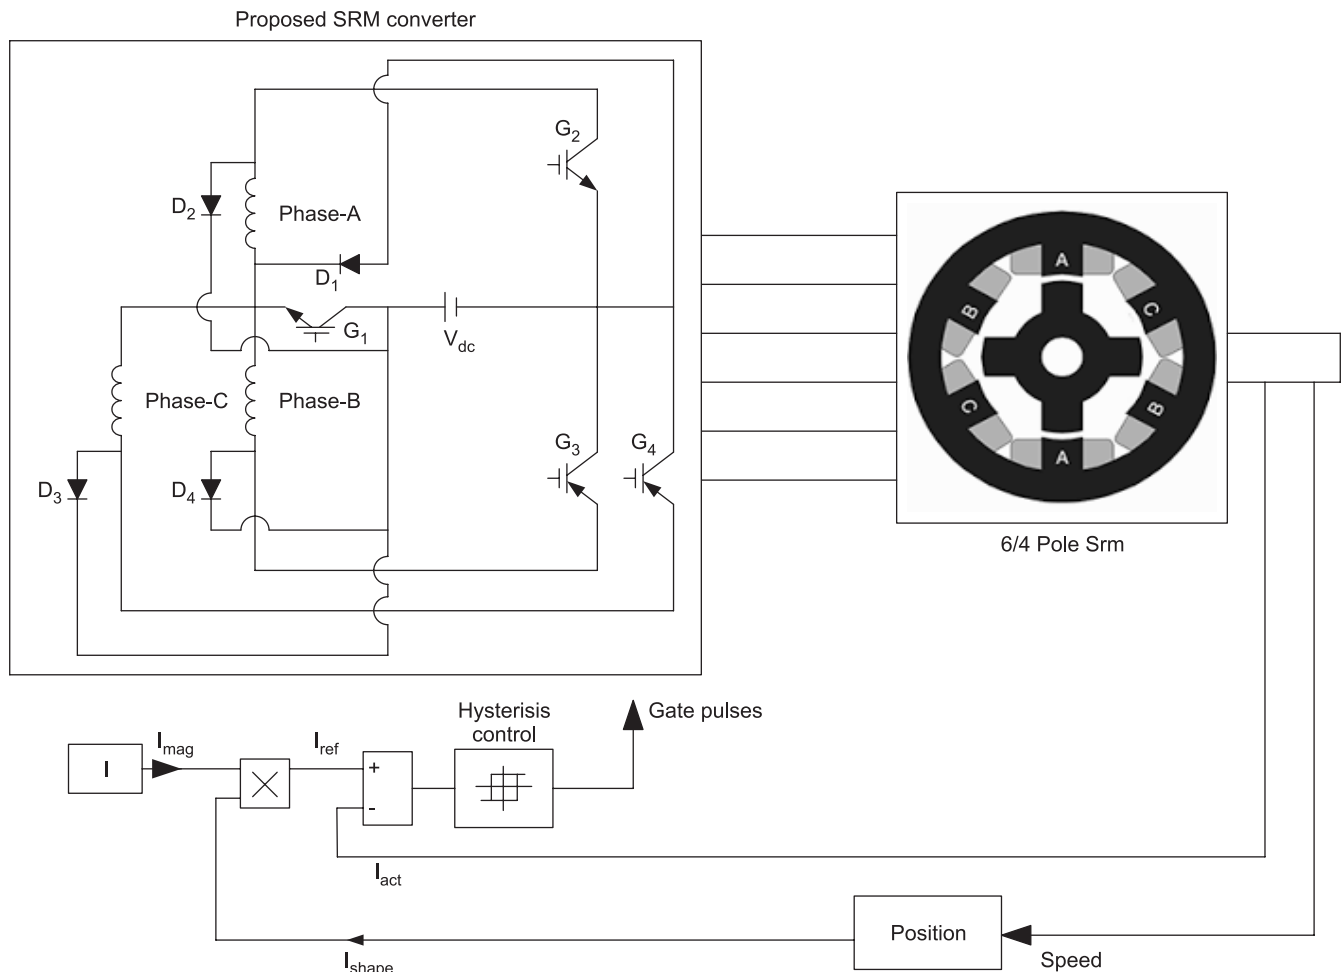 Proposed SRM converter
G2
D2
Phase-A
D1
G1
Vdc
Phase-C
Phase-B
G3
G4
D3
D4
A
B
C
C
B
A
6/4 Pole Srm
Hysterisis
control
Gate pulses
I
Imag
Iref
+
-
Iact
Position
Speed
Ishape